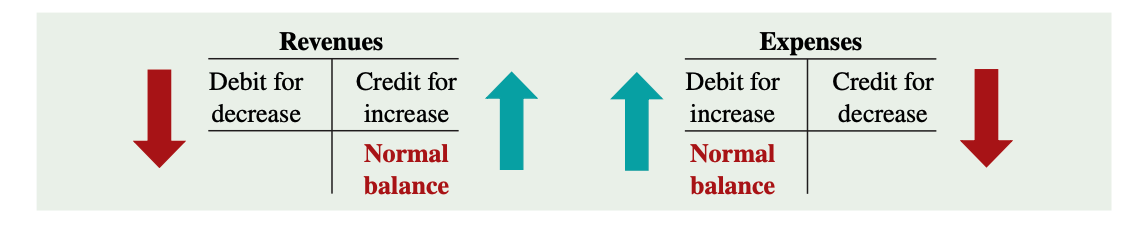 Revenues
Debit for
decrease
Credit for
increase
Normal
balance
Expenses
Debit for
increase
Normal
balance
Credit for
decrease